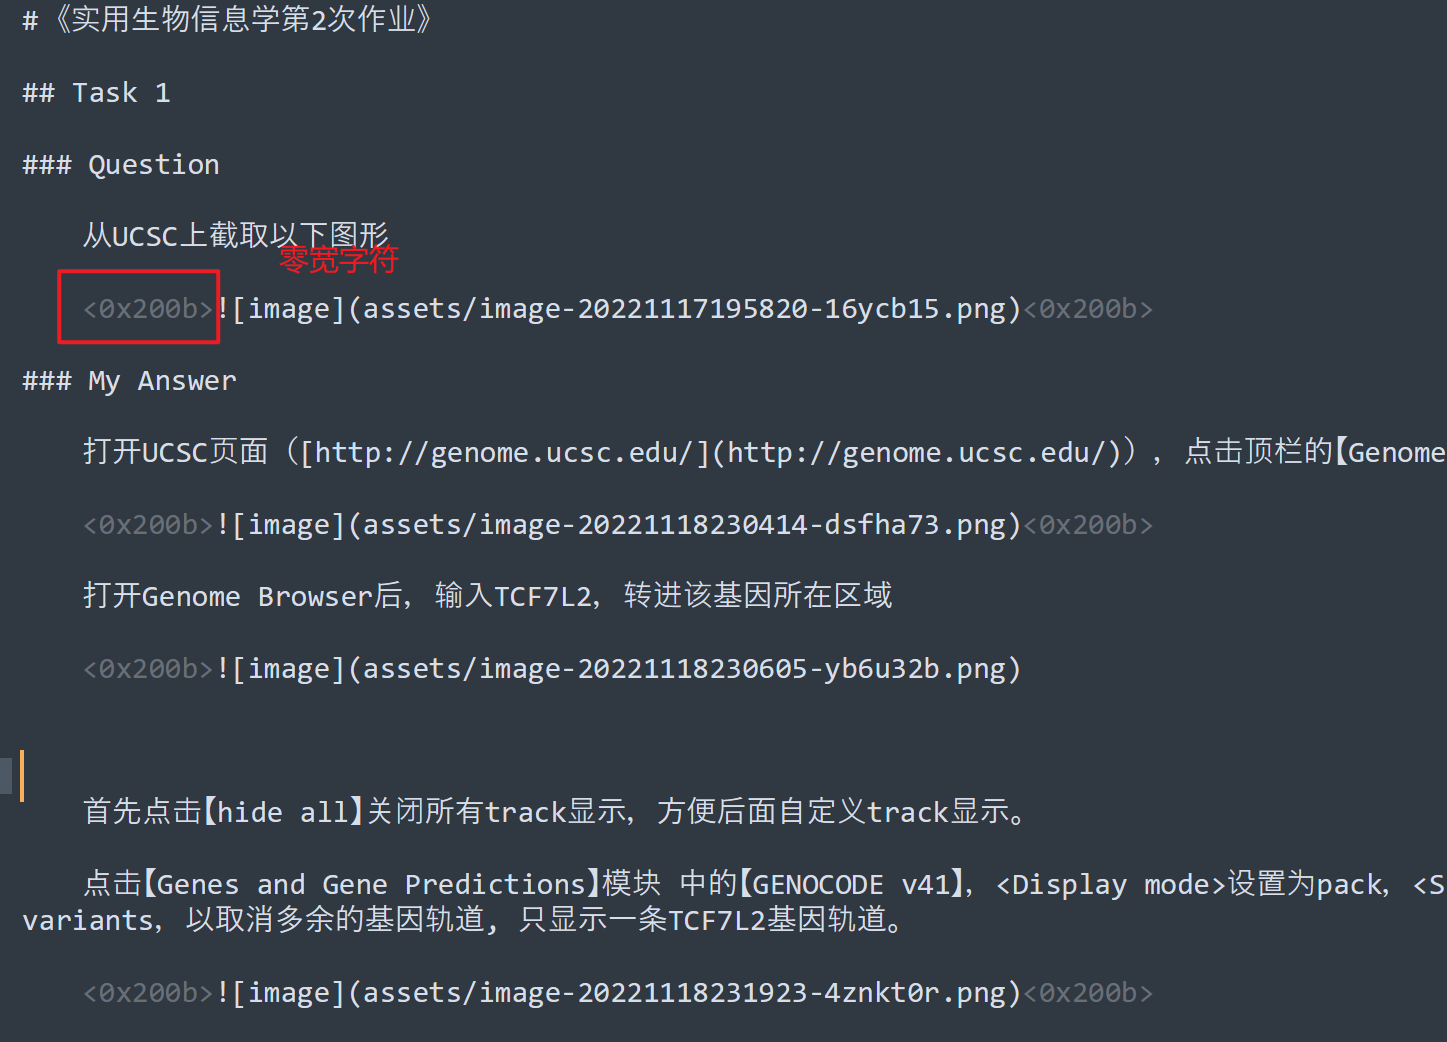 # 《实用生物信息学第2次作业》
## Task 1
### Question
从UCSC上截取以下图形
零宽字符
<0x200b>![image](assets/image-20221117195820-16ycb15.png)<0x200b>
### My Answer
打开UCSC页面（[http://genome.ucsc.edu/](http://genome.ucsc.edu/)），点击顶栏的【Genome
<0x200b>![image](assets/image-20221118230414-dsfha73.png)<0x200b>
打开Genome Browser后，输入TCF7L2，转进该基因所在区域
<0x200b>![image](assets/image-20221118230605-yb6u32b.png)
首先点击【hide all】关闭所有track显示，方便后面自定义track显示。
点击【Genes and Gene Predictions】模块 中的【GENOCODE v41】，<Display mode>设置为pack，<S
variants，以取消多余的基因轨道，只显示一条TCF7L2基因轨道。
<0x200b>![image](assets/image-20221118231923-4znkt0r.png)<0x200b>